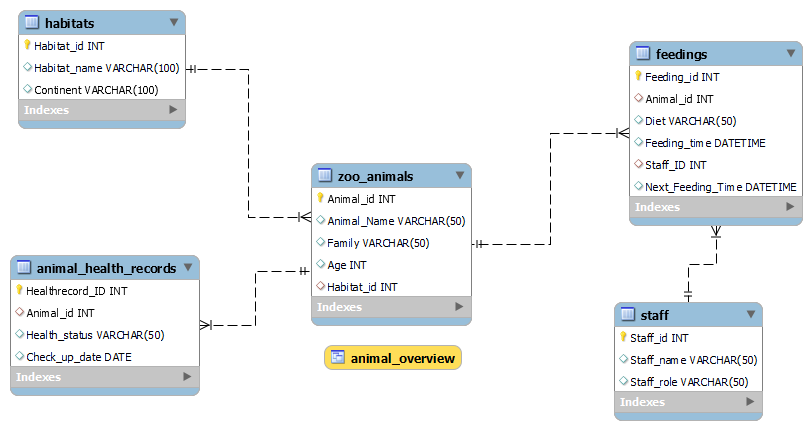 habitats
Habitat_id INT
Habitat_name VARCHAR(100)
Continent VARCHAR(100)
Indexes
feedings
Feeding_id INT
Animal_id INT
Diet VARCHAR(50)
Feeding_time DATETIME
Staff_ID INT
Next_Feeding_Time DATETIME
Indexes
zoo_animals
Animal_id INT
Animal_Name VARCHAR(50)
Family VARCHAR(50)
Age INT
Habitat_id INT
Indexes
animal_health_records
Healthrecord_ID INT
Animal_id INT
Health_status VARCHAR(50)
Check_up_date DATE
Indexes
animal_overview
staff
Staff_id INT
Staff_name VARCHAR(50)
Staff_role VARCHAR(50)
Indexes